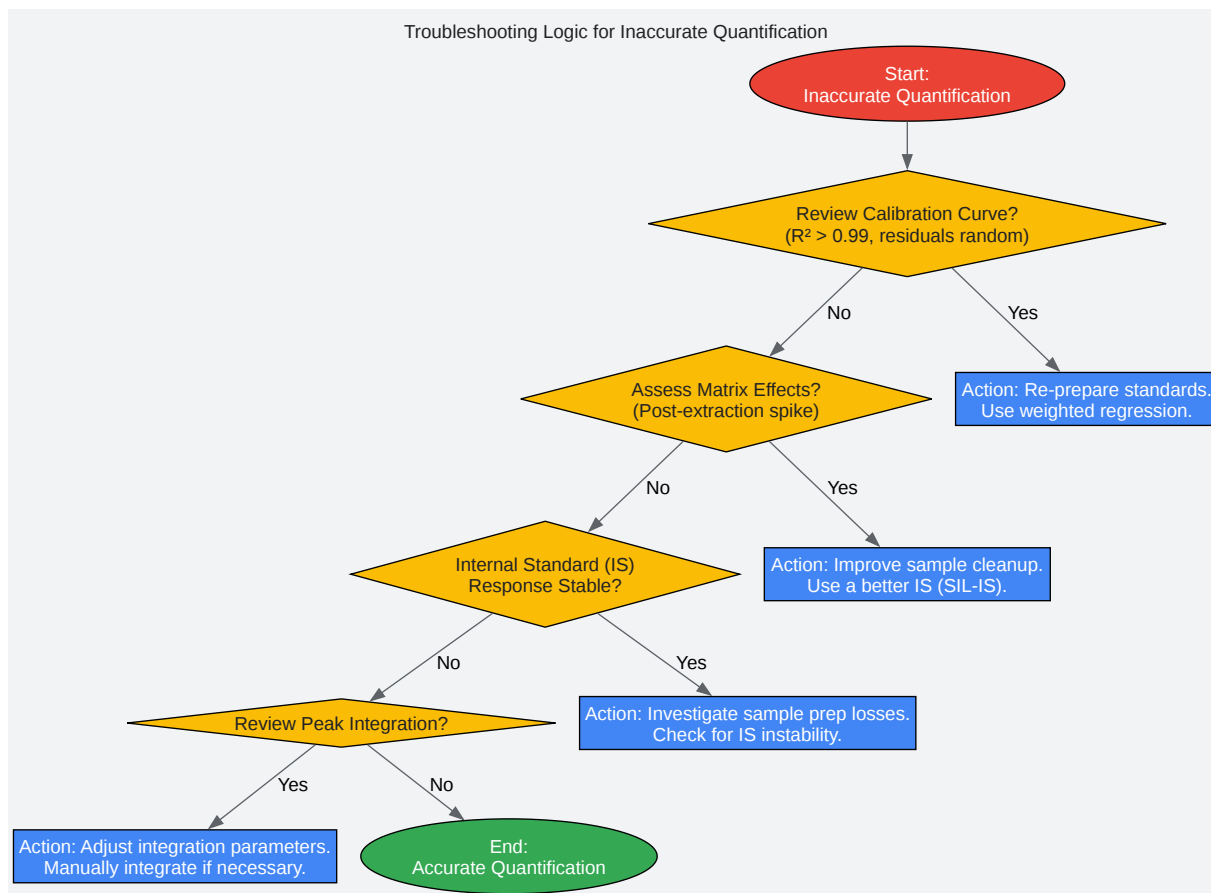 Troubleshooting Logic for Inaccurate Quantification
Start:
Inaccurate Quantification
Review Calibration Curve?
(R² > 0.99, residuals random)
No
Yes
Assess Matrix Effects?
(Post-extraction spike)
Action: Re-prepare standards.
Use weighted regression.
No
Yes
Internal Standard (IS)
Response Stable?
Action: Improve sample cleanup.
Use a better IS (SIL-IS).
No
Yes
Review Peak Integration?
Action: Investigate sample prep losses.
Check for IS instability.
Yes
No
Action: Adjust integration parameters.
Manually integrate if necessary.
End:
Accurate Quantification